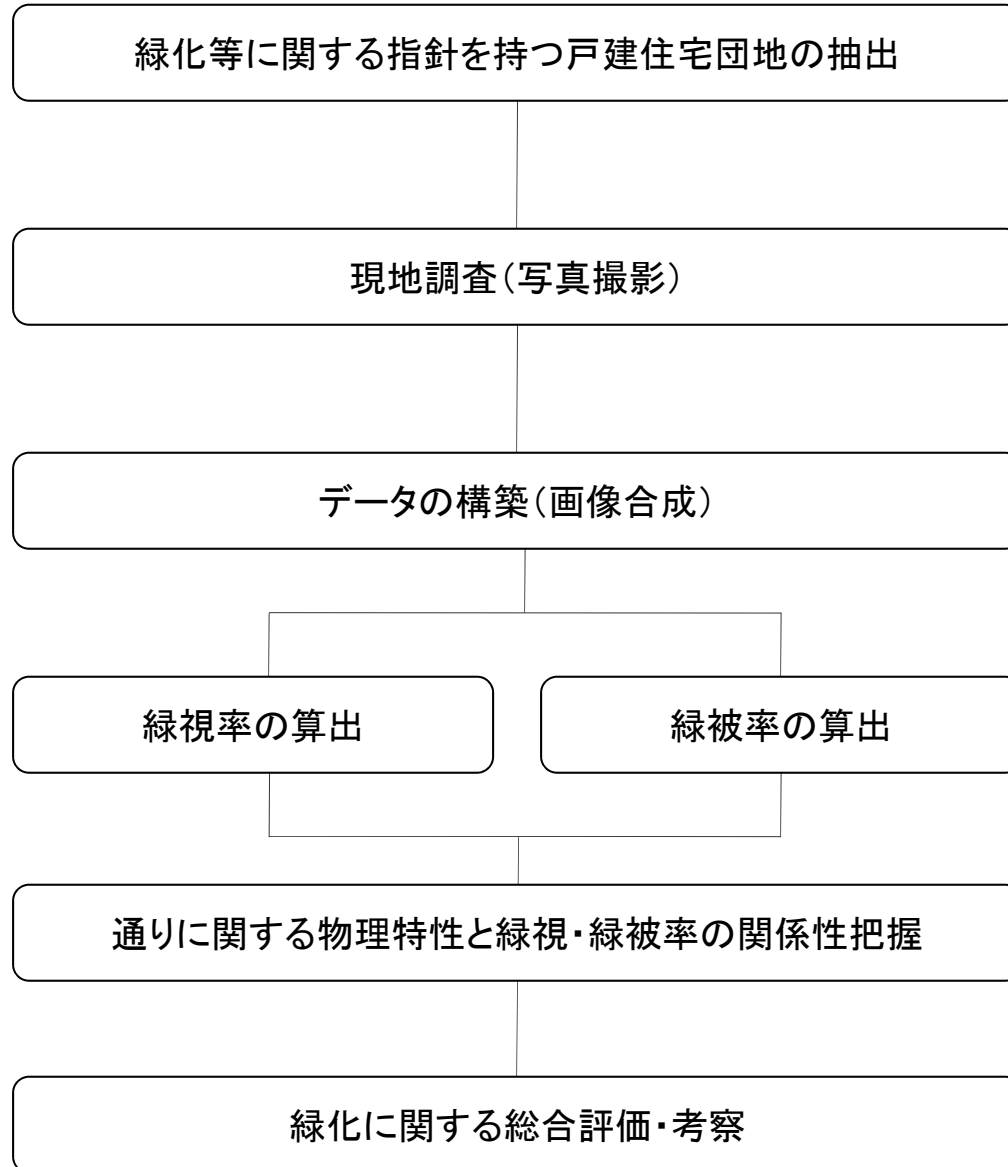 緑化等に関する指針を持つ戸建住宅団地の抽出
現地調査(写真撮影)
データの構築(画像合成)
緑視率の算出
緑被率の算出
通りに関する物理特性と緑視・緑被率の関係性把握
緑化に関する総合評価・考察